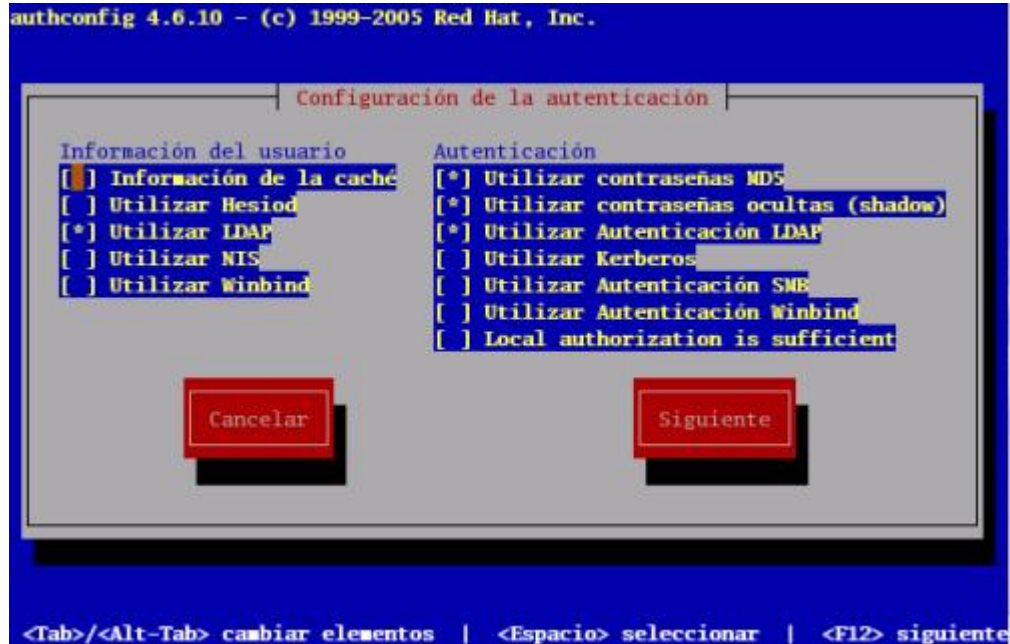 authconfig 4.6.10 - (c) 1999-2005 Red Hat, Inc.
Configuración de la autenticación
Información del usuario
[ ] Información de la caché
[ ] Utilizar Hesiod
[*] Utilizar LDAP
[ ] Utilizar NIS
[ ] Utilizar Winbind
Autenticación
[*] Utilizar contraseñas MD5
[*] Utilizar contraseñas ocultas (shadow)
[*] Utilizar Autenticación LDAP
[ ] Utilizar Kerberos
[ ] Utilizar Autenticación SMB
[ ] Utilizar Autenticación Winbind
[ ] Local authorization is sufficient
Cancelar
Siguiente
<Tab>/<Alt-Tab> cambiar elementos | <Espacio> seleccionar | <F12> siguiente